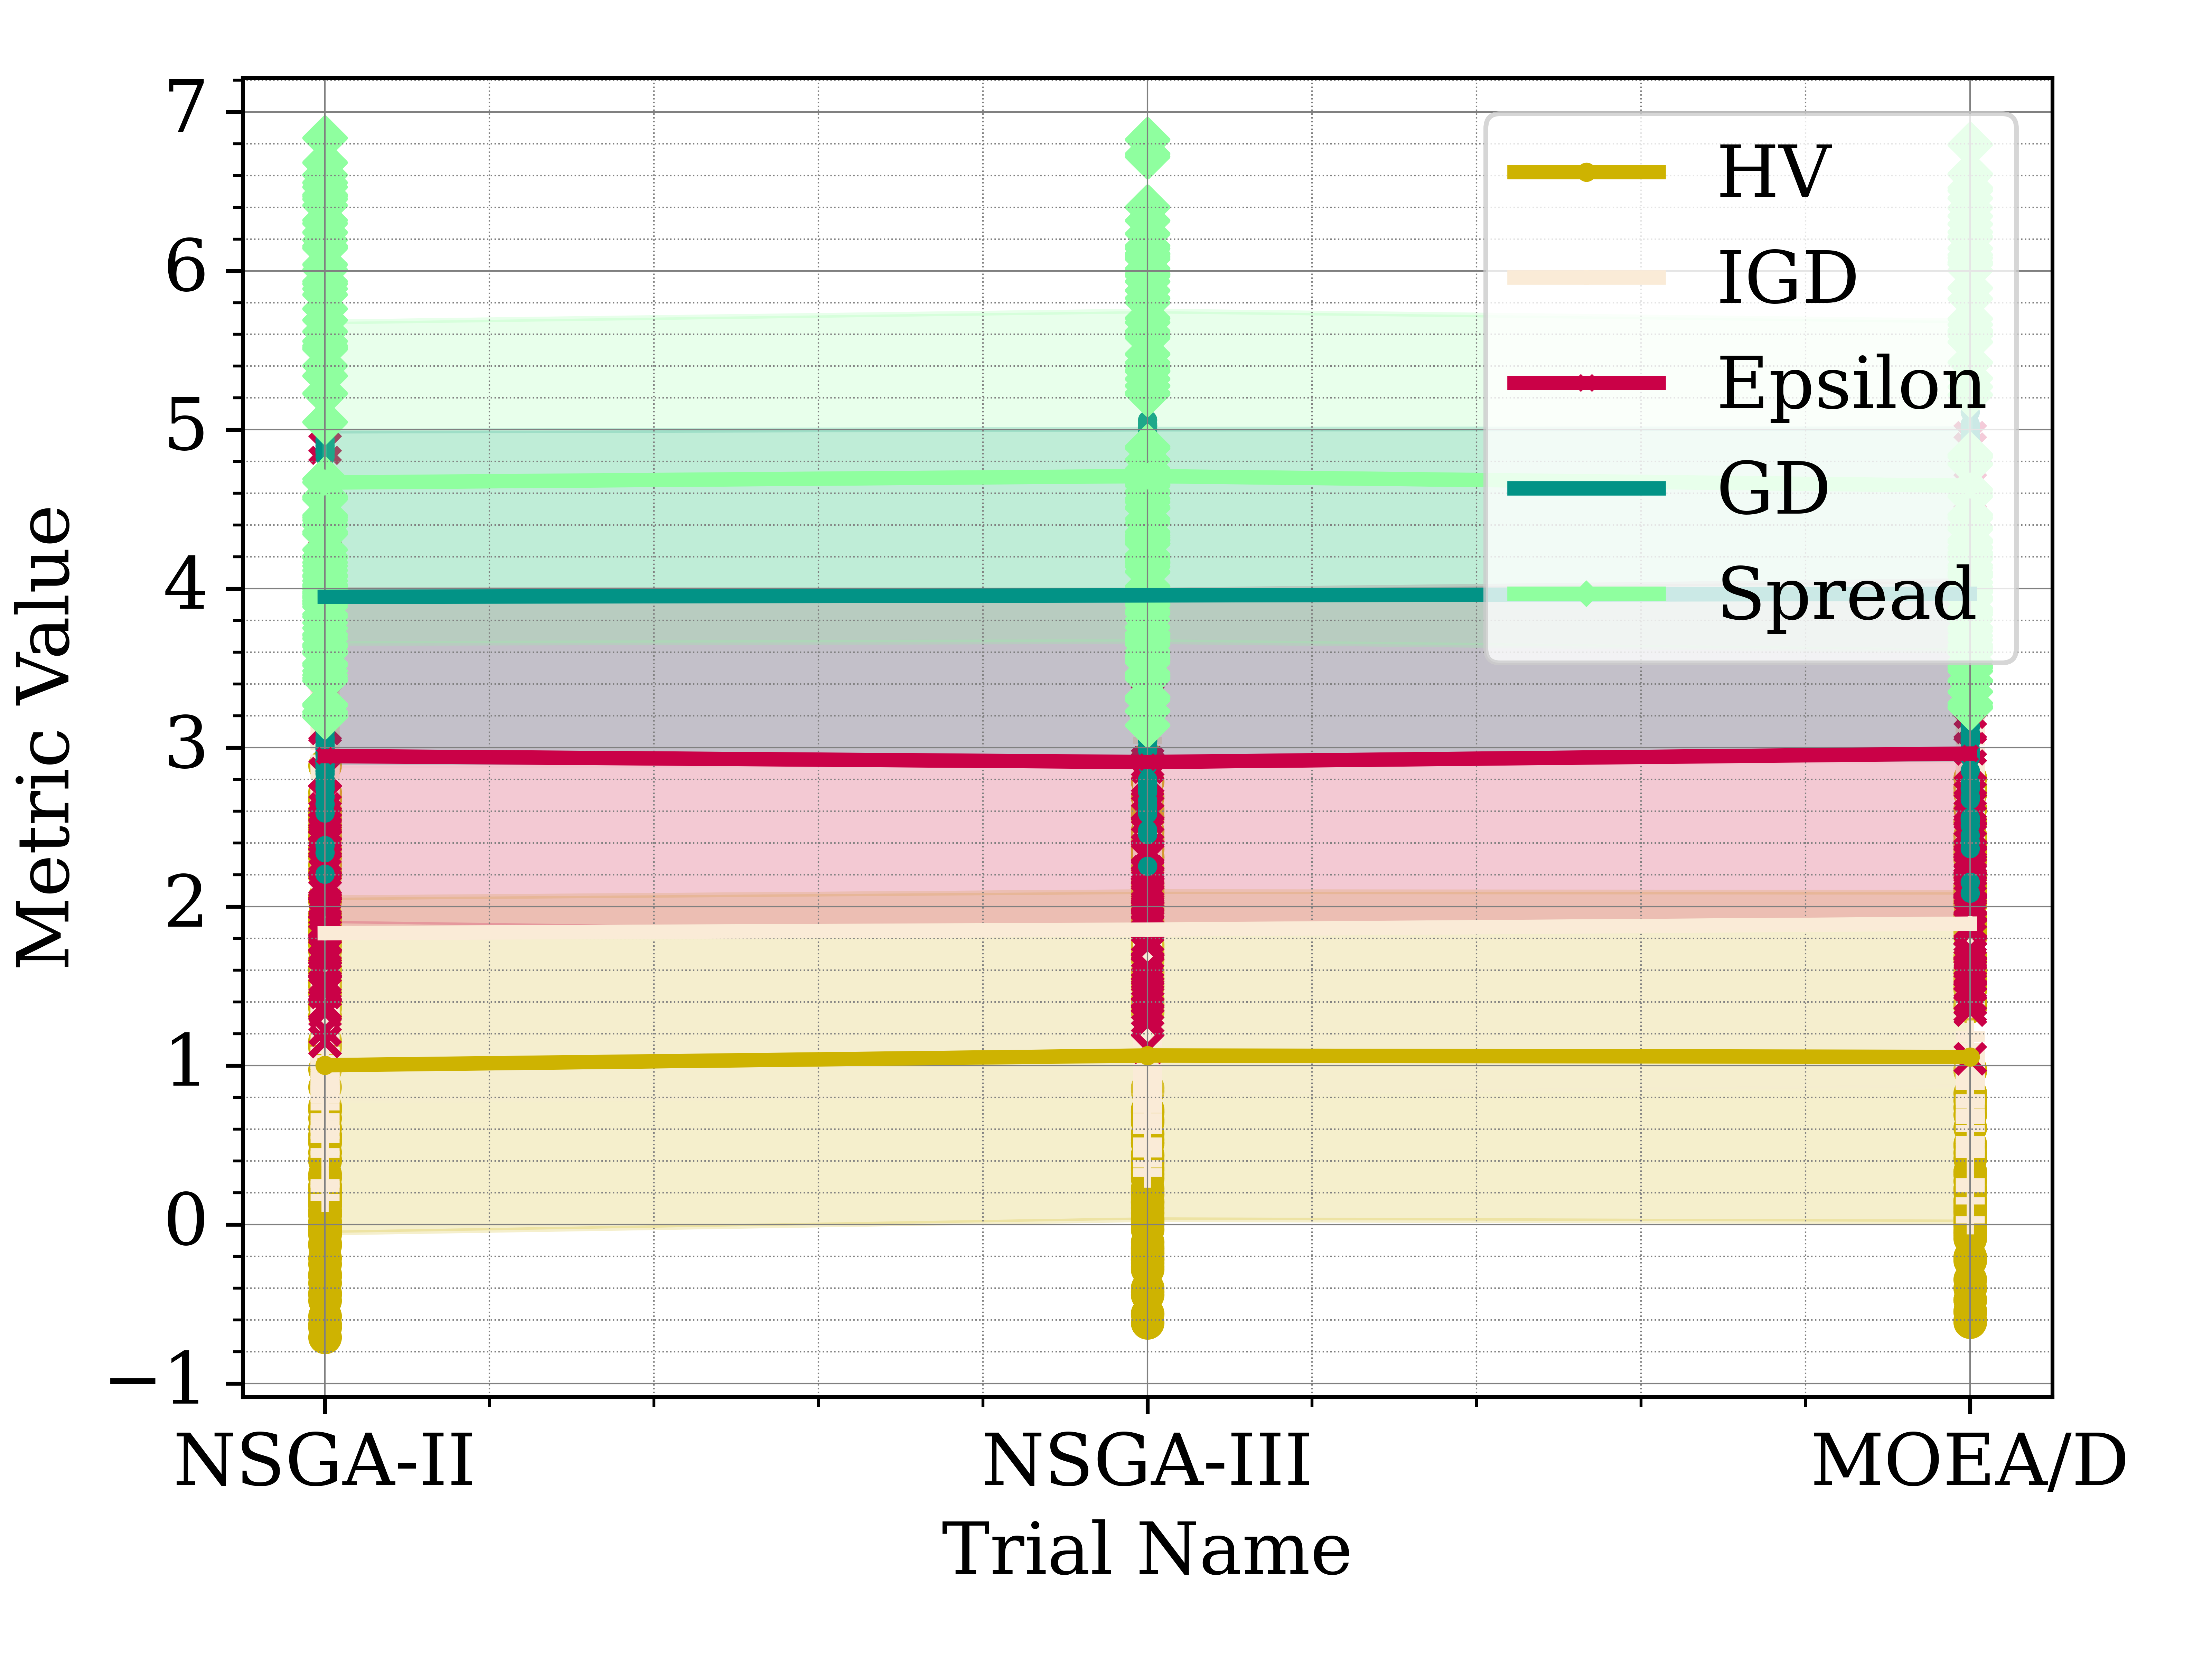 7
6
5
4
3
2
1
0
−1
Metric Value
HV
IGD
Epsilon
GD
Spread
NSGA-II NSGA-III MOEA/D
Trial Name